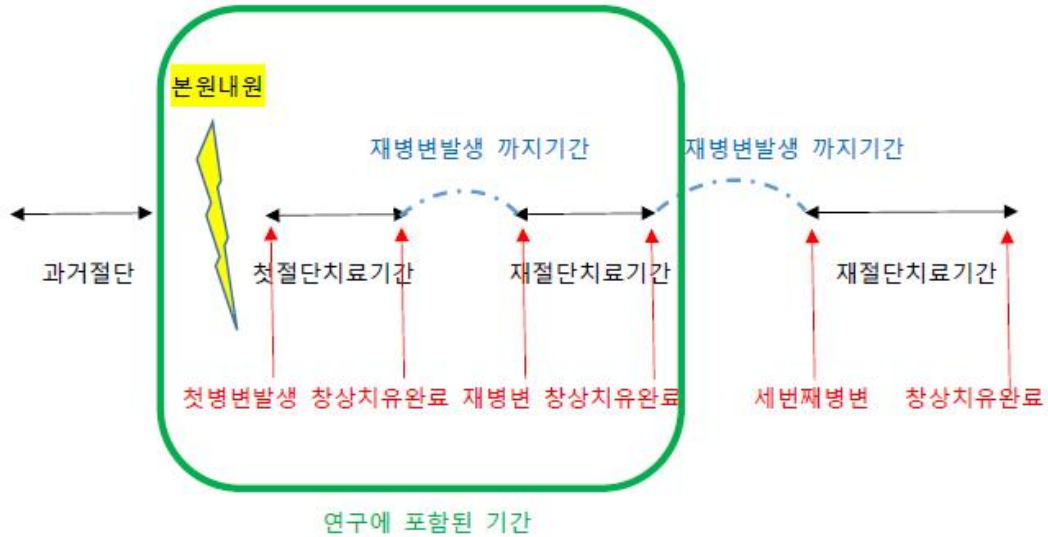 본원내원
재병변발생 까지기간 재병변발생 까지기간
과거절단 첫절단치료기간 재절단치료기간 재절단치료기간
첫병변발생 창상치유완료 재병변 창상치유완료 세번째병변 창상치유완료
연구에 포함된 기간